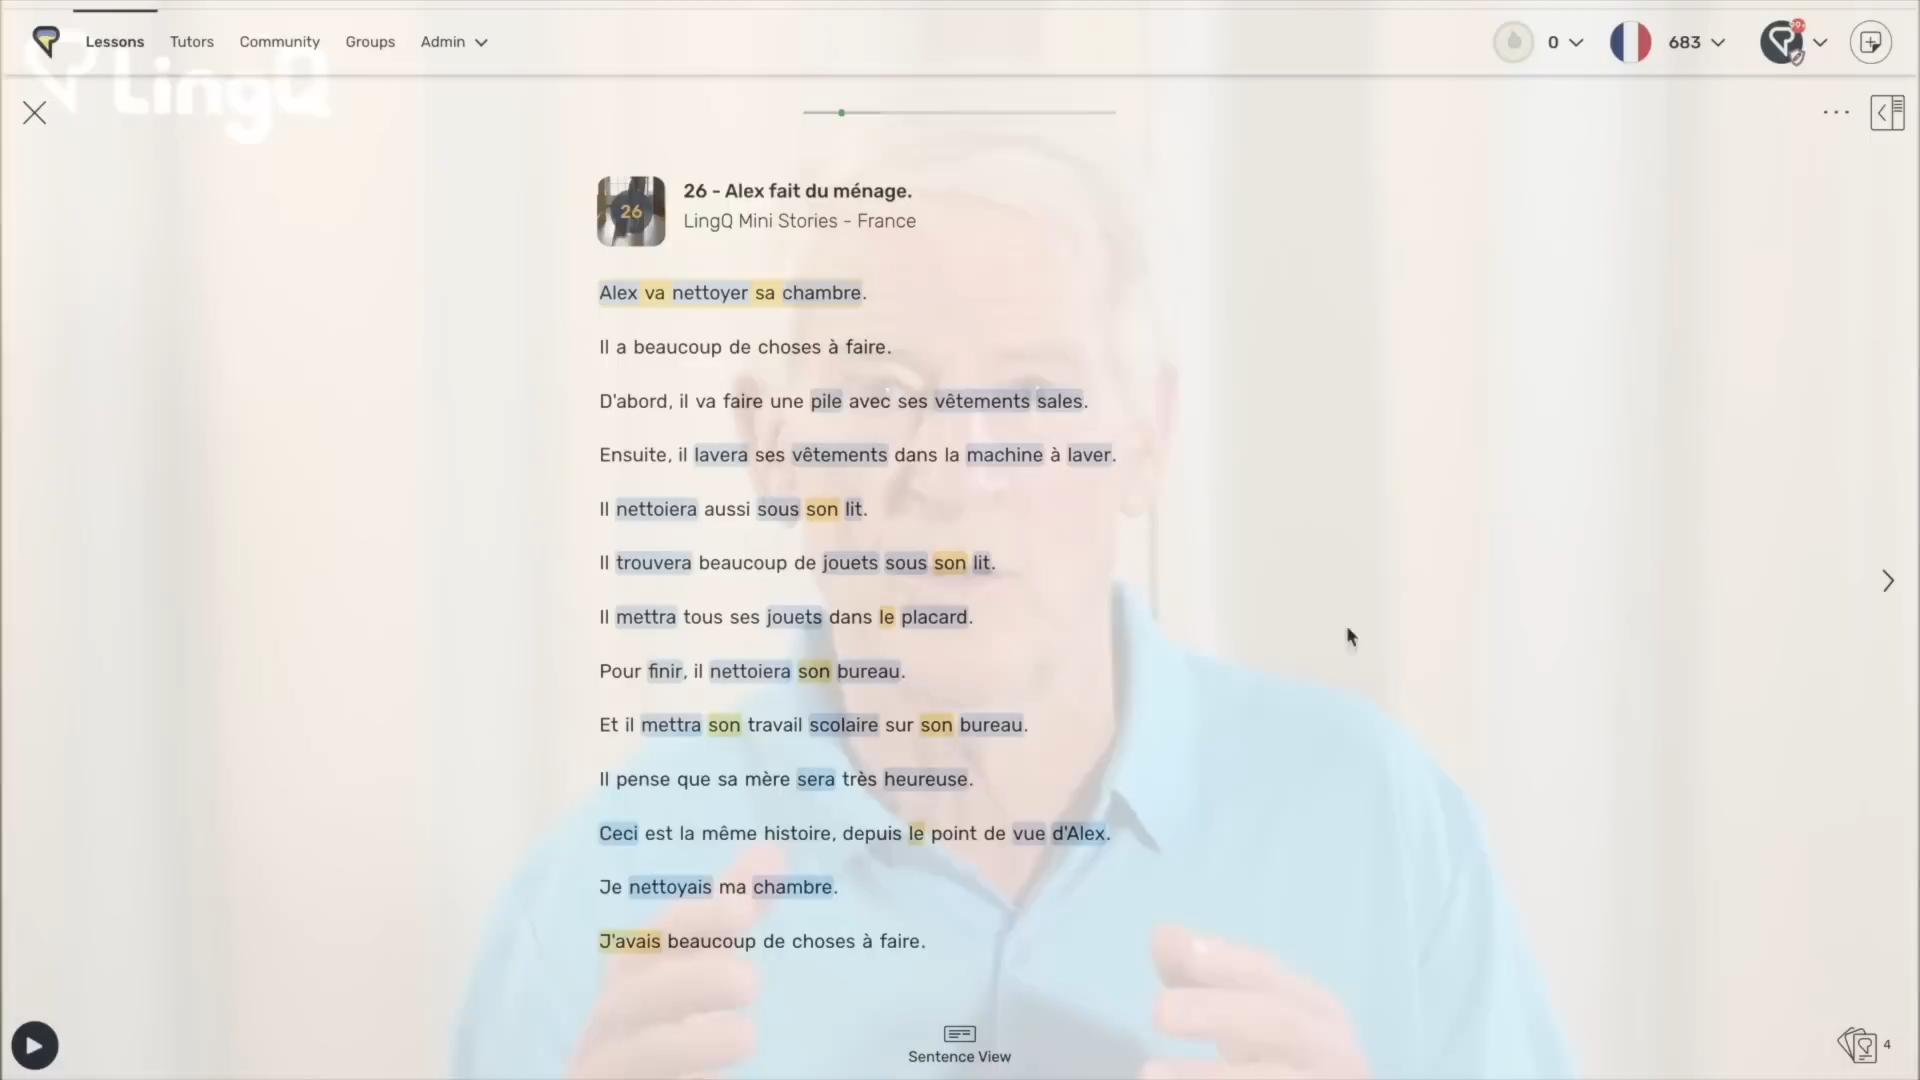 Lessons Tutors Community Groups Admin
0 683 99+
LingQ
26 26 - Alex fait du ménage.
LingQ Mini Stories - France
Alex va nettoyer sa chambre.
Il a beaucoup de choses à faire.
D'abord, il va faire une pile avec ses vêtements sales.
Ensuite, il lavera ses vêtements dans la machine à laver.
Il nettoiera aussi sous son lit.
Il trouvera beaucoup de jouets sous son lit.
Il mettra tous ses jouets dans le placard.
Pour finir, il nettoiera son bureau.
Et il mettra son travail scolaire sur son bureau.
Il pense que sa mère sera très heureuse.
Ceci est la même histoire, depuis le point de vue d'Alex.
Je nettoyais ma chambre.
J'avais beaucoup de choses à faire.
Sentence View
4